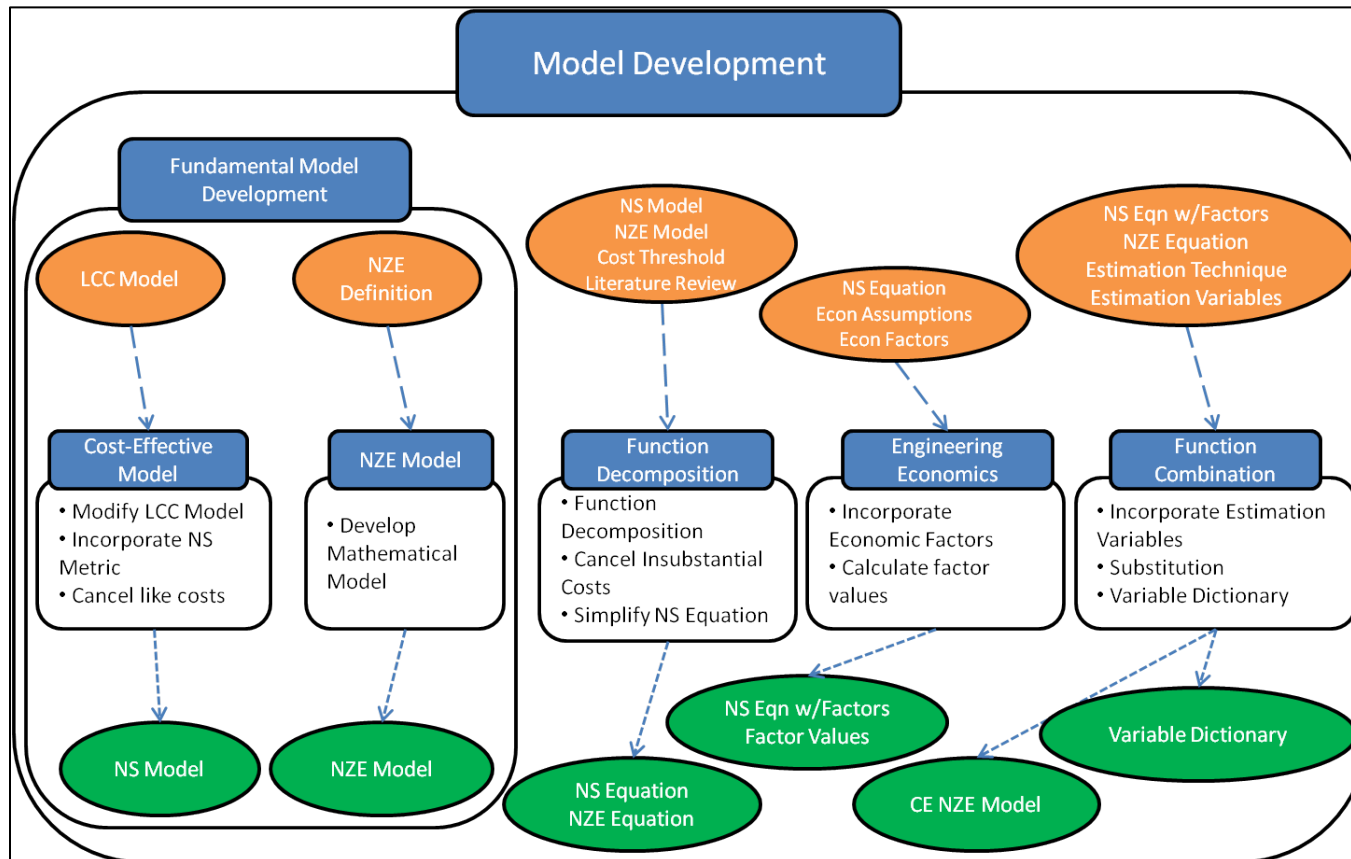 Model Development
Fundamental Model
Development
LCC Model
NZE
Definition
NS Model
NZE Model
Cost Threshold
Literature Review
NS Equation
Econ Assumptions
Econ Factors
NS Eqn w/Factors
NZE Equation
Estimation Technique
Estimation Variables
Cost-Effective
Model
• Modify LCC Model
• Incorporate NS
Metric
• Cancel like costs
NZE Model
• Develop
Mathematical
Model
Function
Decomposition
• Function
Decomposition
• Cancel Insubstantial
Costs
• Simplify NS Equation
Engineering
Economics
• Incorporate
Economic Factors
• Calculate factor
values
Function
Combination
• Incorporate Estimation
Variables
• Substitution
• Variable Dictionary
NS Model
NZE Model
NS Equation
NZE Equation
NS Eqn w/Factors
Factor Values
CE NZE Model
Variable Dictionary